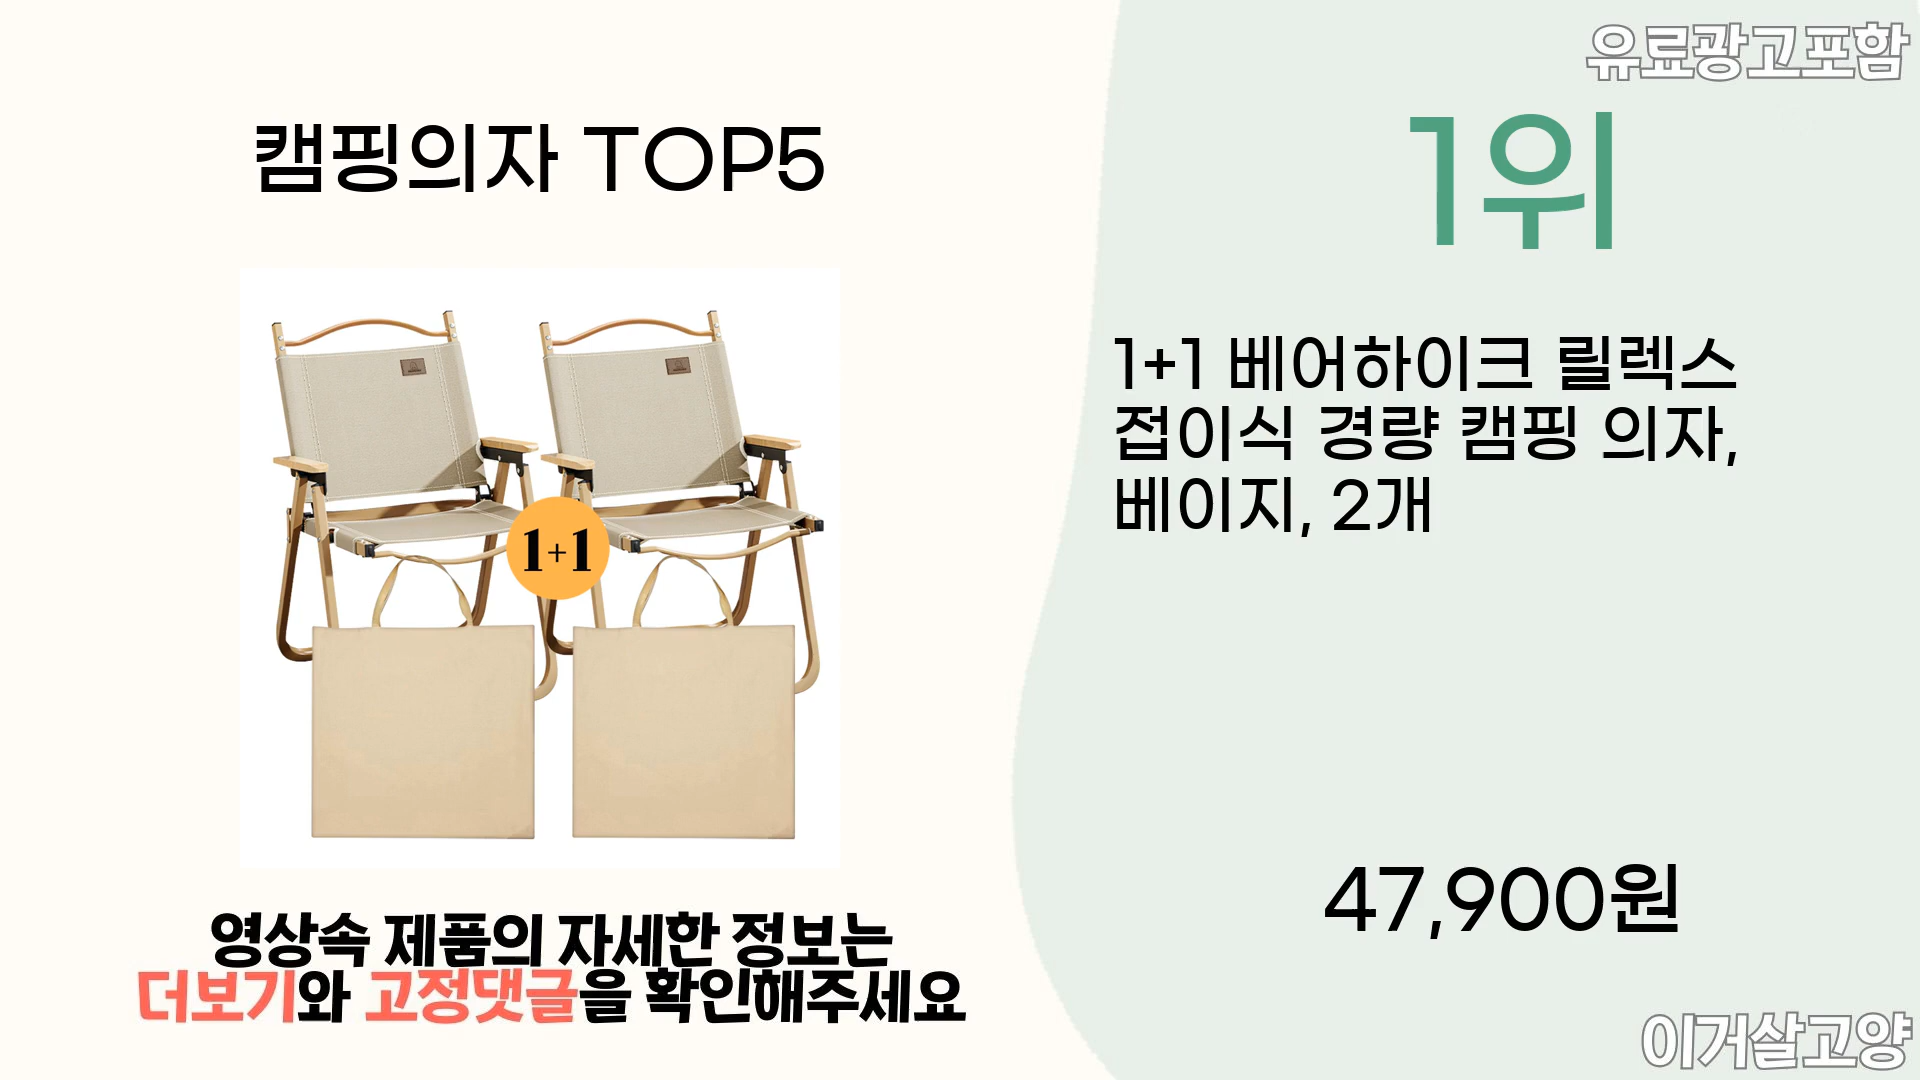 유료광고포함
캠핑의자 TOP5
1위
1+1 베어하이크 릴렉스
접이식 경량 캠핑 의자,
베이지, 2개
1+1
47,900원
영상속 제품의 자세한 정보는
더보기와 고정댓글을 확인해주세요
이거살고양